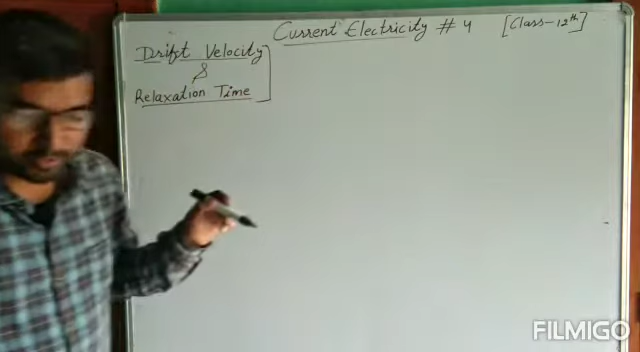 Current Electricity # 4 [Class-12th]
Drift Velocity
&
Relaxation Time
FILMIGO